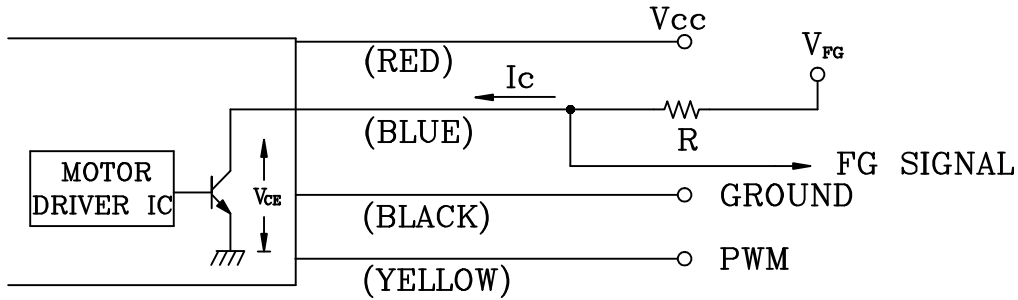 Vcc
(RED)
VFG
Ic
(BLUE)
R
MOTOR
DRIVER IC
VCE
FG SIGNAL
GROUND
(BLACK)
PWM
(YELLOW)